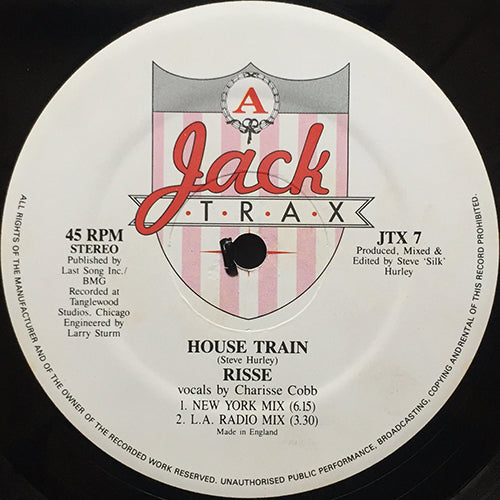 A
Jack
T·R·A·X
45 RPM
STEREO
Published by
Last Song Inc./
BMG
Recorded at
Tanglewood
Studios, Chicago
Engineered by
Larry Sturm
JTX 7
Produced, Mixed &
Edited by Steve 'Silk'
Hurley
HOUSE TRAIN
(Steve Hurley)
RISSE
vocals by Charisse Cobb
1. NEW YORK MIX (6.15)
2. L.A. RADIO MIX (3.30)
Made in England
ALL RIGHTS OF THE MANUFACTURER AND OF THE OWNER OF THE RECORDED WORK RESERVED. UNAUTHORISED PUBLIC PERFORMANCE, BROADCASTING, COPYING AND RENTAL OF THIS RECORD PROHIBITED.